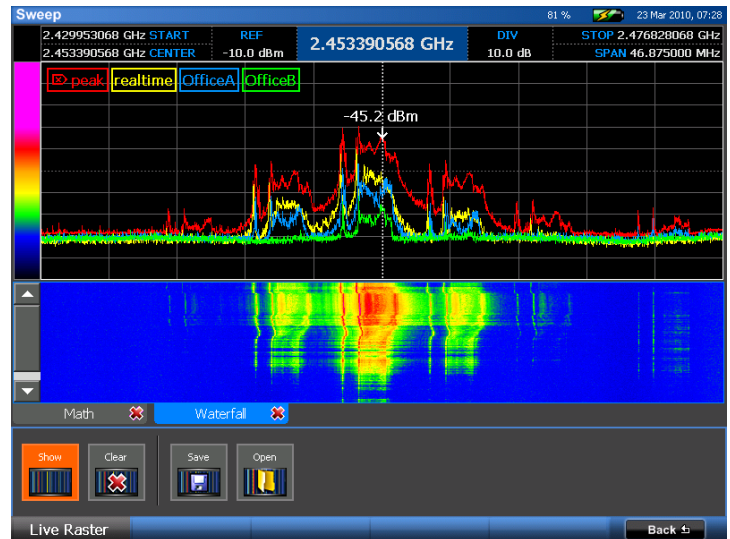 Sweep 81 % 23 Mar 2010, 07:28
2.429953068 GHz START REF 2.453390568 GHz DIV STOP 2.476828068 GHz
2.453390568 GHz CENTER -10.0 dBm 10.0 dB SPAN 46.875000 MHz
peak realtime OfficeA OfficeB
-45.2 dBm
Math Waterfall
Show Clear Save Open
Live Raster Back